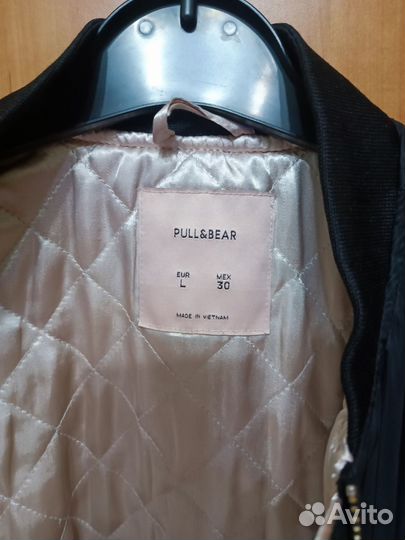 PULL&BEAR
EUR MEX
L 30
MADE IN VIETNAM
Avito